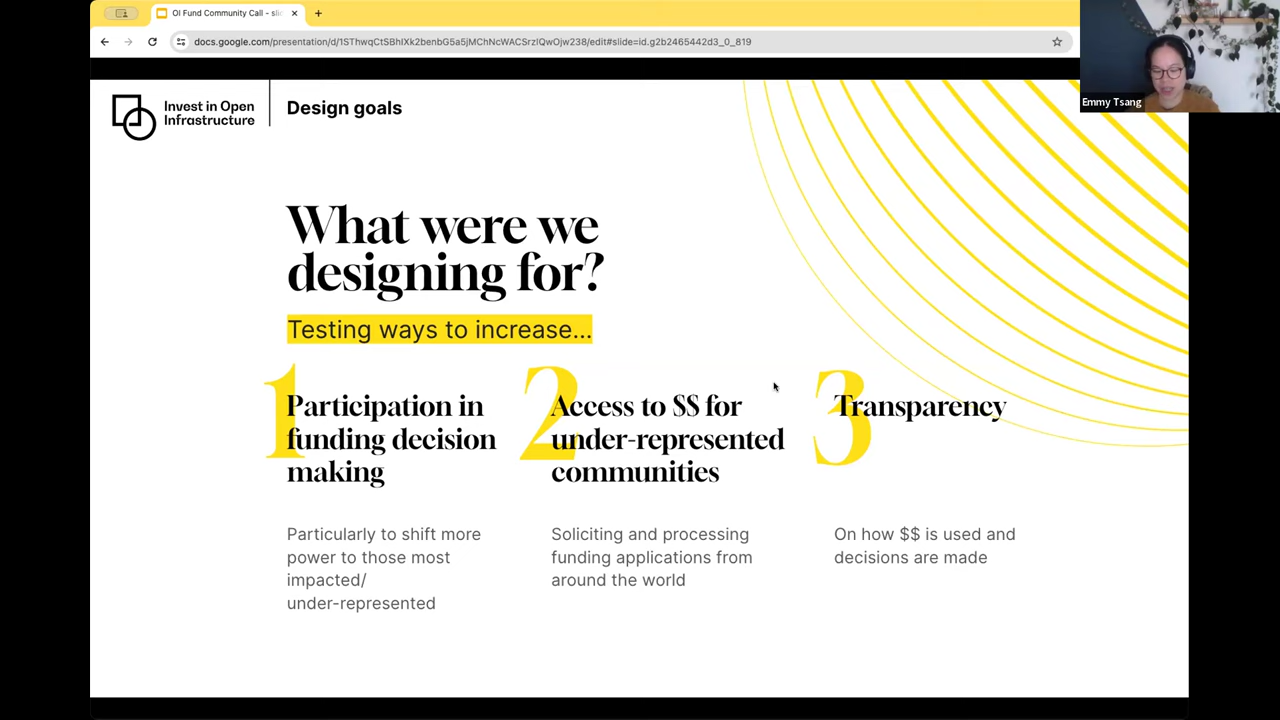 OI Fund Community Call - sli
docs.google.com/presentation/d/1SThwqCtSBhIXk2benbG5a5jMChNcWACSrzIQwOjw238/edit#slide=id.g2b2465442d3_0_819
Emmy Tsang
Invest in Open
Infrastructure
Design goals
What were we
designing for?
Testing ways to increase...
1
Participation in
funding decision
making
Particularly to shift more
power to those most
impacted/
under-represented
2
Access to $$ for
under-represented
communities
Soliciting and processing
funding applications from
around the world
3
Transparency
On how $$ is used and
decisions are made